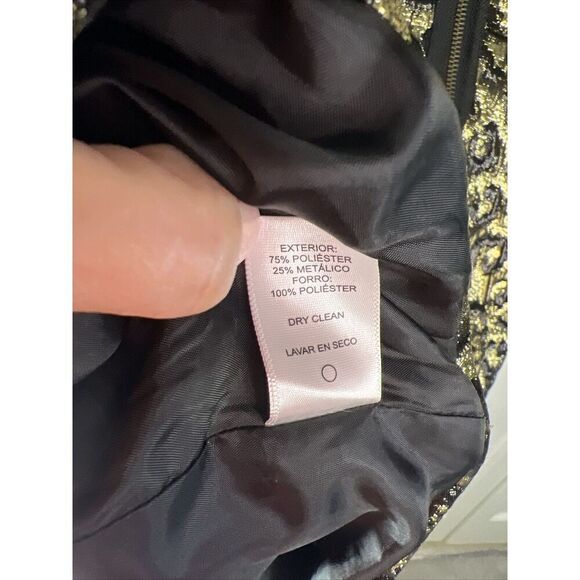 EXTERIOR:
75% POLIÉSTER
25% METÁLICO
FORRO:
100% POLIÉSTER
DRY CLEAN
LAVAR EN SECO